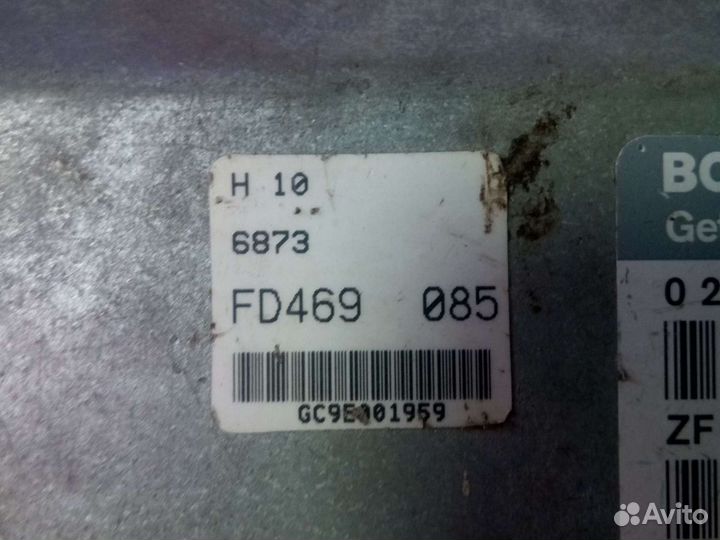 H 10
6873
FD469 085
GC9E001959
BO
Ge
0 2
ZF
Avito